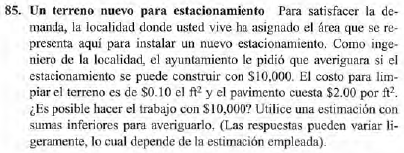 85. Un terreno nuevo para estacionamiento Para satisfacer la de-
manda, la localidad donde usted vive ha asignado el área que se re-
presenta aquí para instalar un nuevo estacionamiento. Como inge-
niero de la localidad, el ayuntamiento le pidió que averiguara si el
estacionamiento se puede construir con $10,000. El costo para lim-
piar el terreno es de $0.10 el ft² y el pavimento cuesta $2.00 por ft².
¿Es posible hacer el trabajo con $10,000? Utilice una estimación con
sumas inferiores para averiguarlo. (Las respuestas pueden variar li-
geramente, lo cual depende de la estimación empleada).